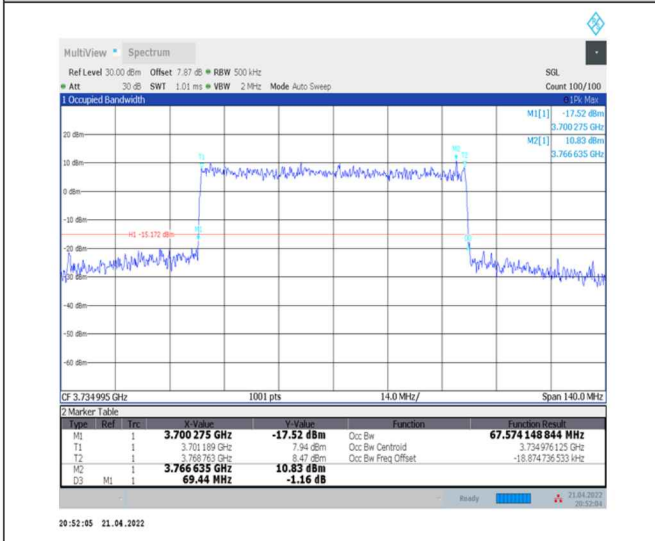 MultiView Spectrum
Ref Level 30.00 dBm Offset 7.87 dB RBW 500 kHz SGL
Att 30 dB SWT 1.01 ms VBW 2 MHz Mode Auto Sweep Count 100/100
1 Occupied Bandwidth 1Pk Max
M1[1] -17.52 dBm
3.700 275 GHz
M2[1] 10.83 dBm
3.766 635 GHz
20 dBm
10 dBm
0 dBm
-10 dBm
H1 -15.172 dBm
-20 dBm
-40 dBm
-50 dBm
-60 dBm
T1
M2
T2
CF 3.734 995 GHz 1001 pts 14.0 MHz/ Span 140.0 MHz
2 Marker Table
Type Ref Trc X-Value Y-Value Function Function Result
M1 1 3.700 275 GHz -17.52 dBm Occ Bw 67.574 148 844 MHz
T1 1 3.701 189 GHz 7.94 dBm Occ Bw Centroid 3.734 976 125 GHz
T2 1 3.768 763 GHz 8.47 dBm Occ Bw Freq Offset -18.874 736 533 kHz
M2 1 3.766 635 GHz 10.83 dBm
D3 M1 1 69.44 MHz -1.16 dB
Ready 21.04.2022
20:52:04
20:52:05 21.04.2022